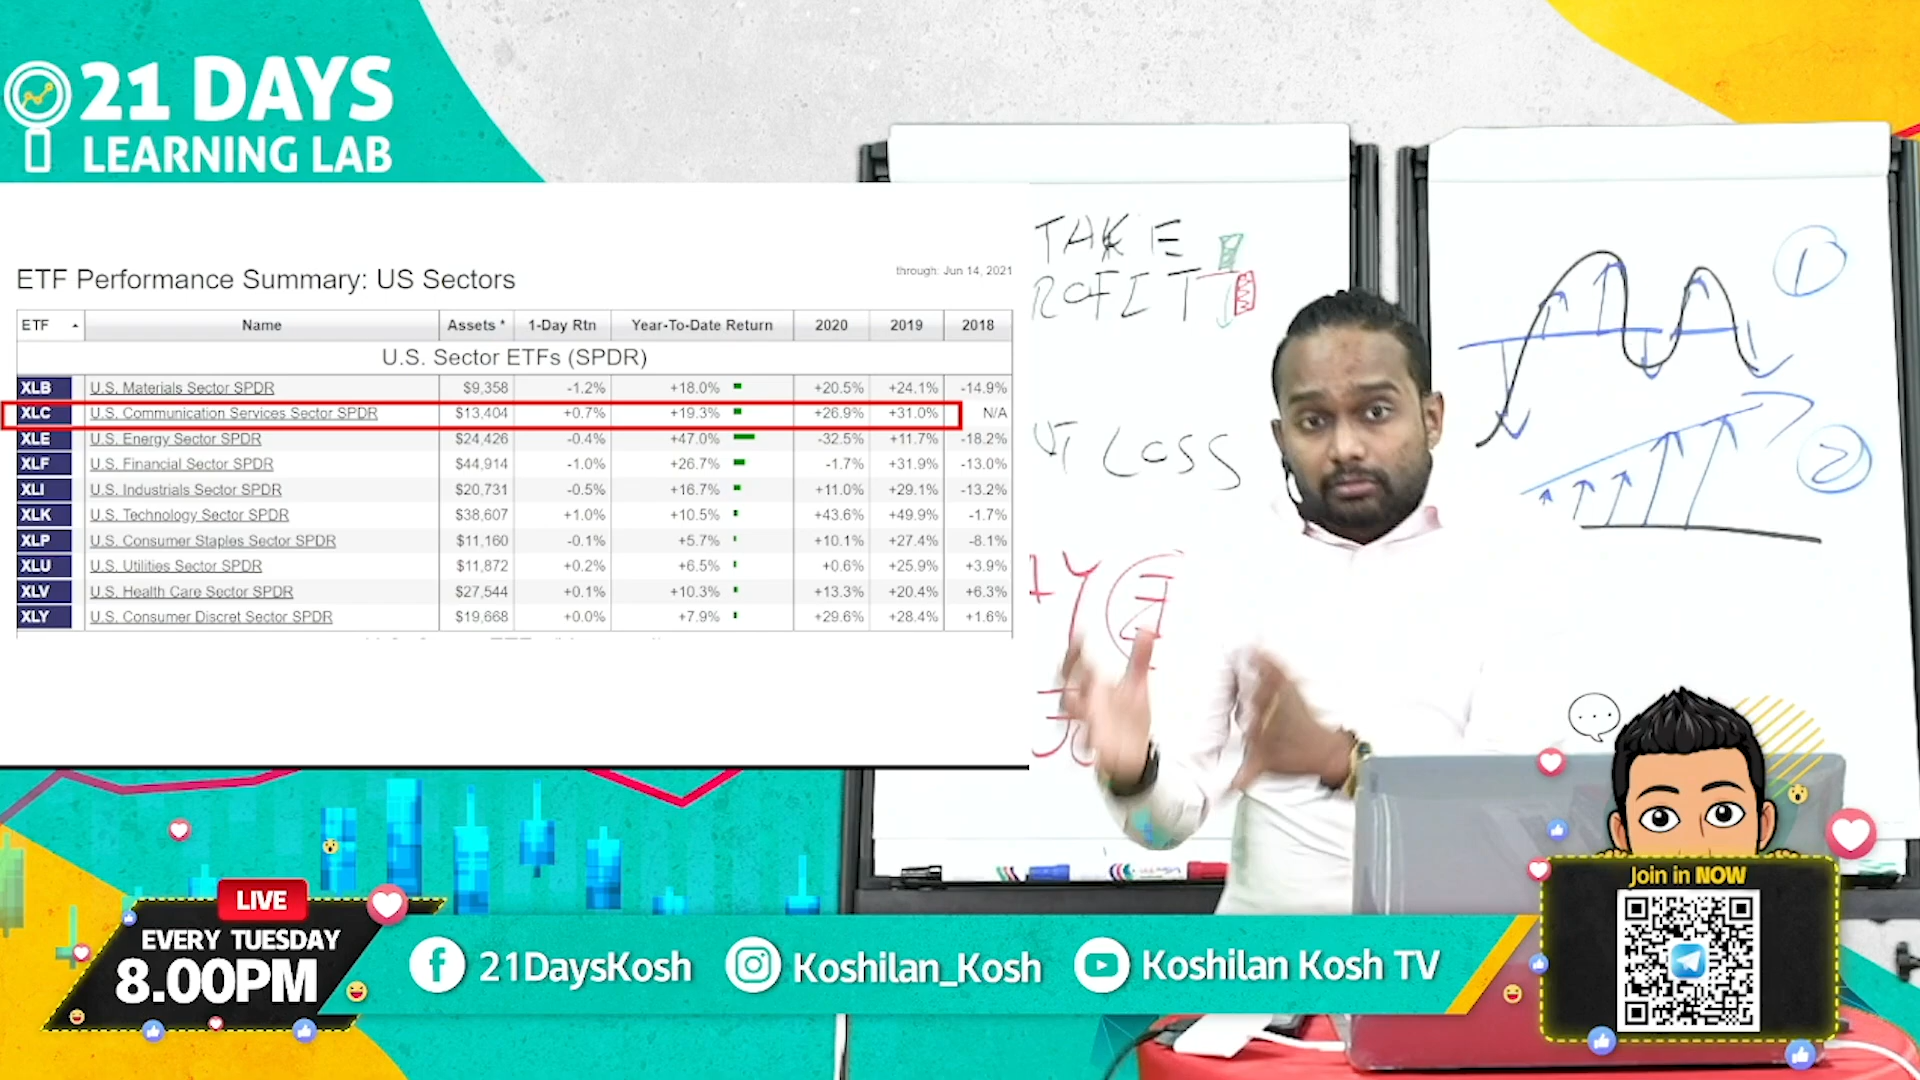 21 DAYS
LEARNING LAB
ETF Performance Summary: US Sectors
through: Jun 14, 2021
ETF Name Assets * 1-Day Rtn Year-To-Date Return 2020 2019 2018
U.S. Sector ETFs (SPDR)
XLB U.S. Materials Sector SPDR $9,358 -1.2% +18.0% +20.5% +24.1% -14.9%
XLC U.S. Communication Services Sector SPDR $13,404 +0.7% +19.3% +26.9% +31.0% N/A
XLE U.S. Energy Sector SPDR $24,426 -0.4% +47.0% -32.5% +11.7% -18.2%
XLF U.S. Financial Sector SPDR $44,914 -1.0% +26.7% -1.7% +31.9% -13.0%
XLI U.S. Industrials Sector SPDR $20,731 -0.5% +16.7% +11.0% +29.1% -13.2%
XLK U.S. Technology Sector SPDR $38,607 +1.0% +10.5% +43.6% +49.9% -1.7%
XLP U.S. Consumer Staples Sector SPDR $11,160 -0.1% +5.7% +10.1% +27.4% -8.1%
XLU U.S. Utilities Sector SPDR $11,872 +0.2% +6.5% +0.6% +25.9% +3.9%
XLV U.S. Health Care Sector SPDR $27,544 +0.1% +10.3% +13.3% +20.4% +6.3%
XLY U.S. Consumer Discret Sector SPDR $19,668 +0.0% +7.9% +29.6% +28.4% +1.6%
TAKE
ROFIT
UT LOSS
1
2
Join in NOW
LIVE
EVERY TUESDAY
8.00PM
21DaysKosh
Koshilan_Kosh
Koshilan Kosh TV